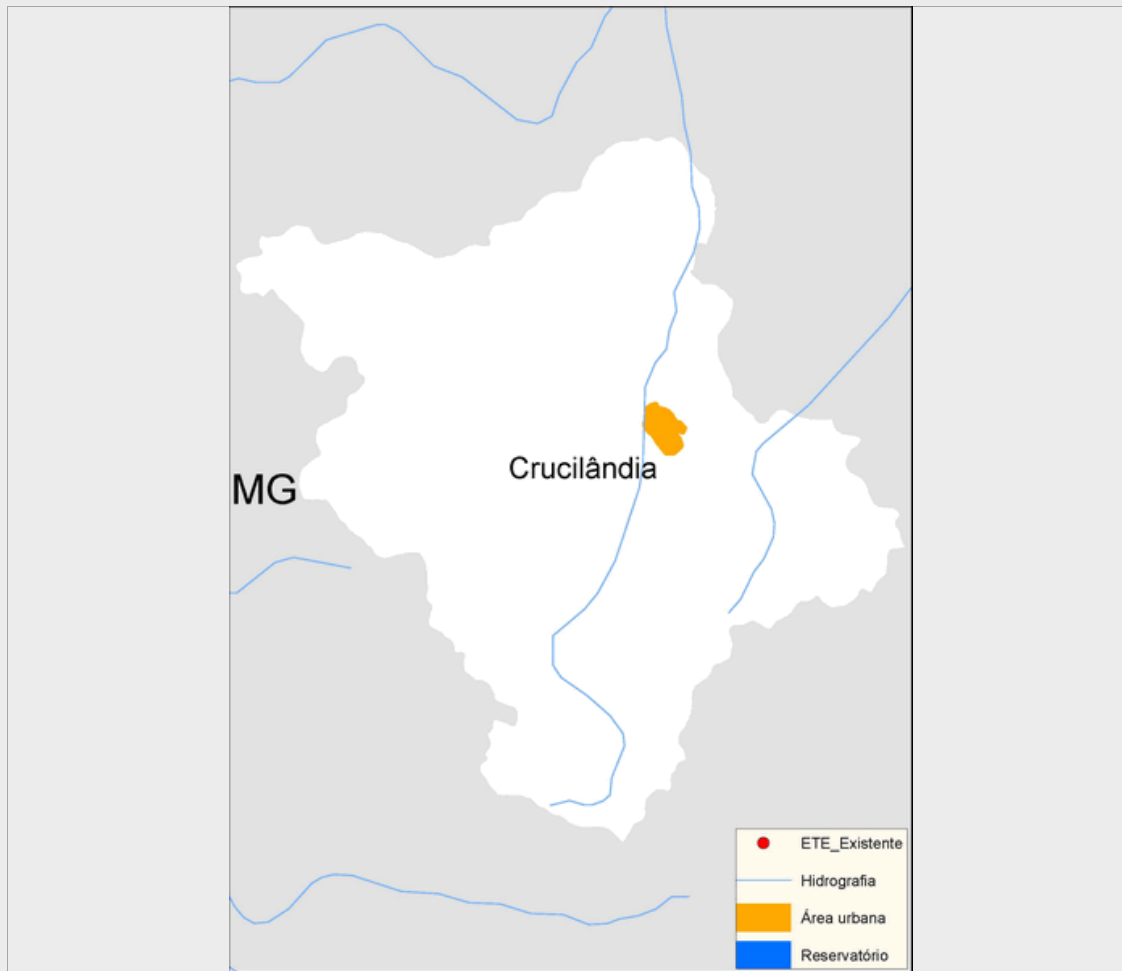 Crucilândia
MG
ETE_Existente
Hidrografia
Área urbana
Reservatório